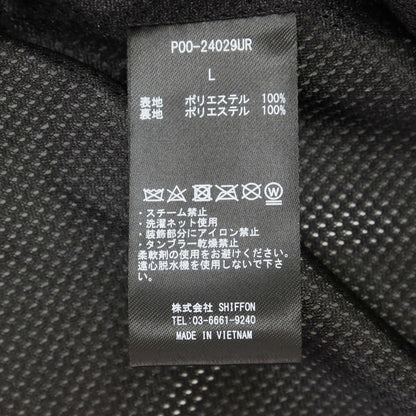 P00-24029UR
L
表地 ポリエステル 100%
裏地 ポリエステル 100%
・スチーム禁止
・洗濯ネット使用
・装飾部分にアイロン禁止
・タンブラー乾燥禁止
柔軟剤の使用をお避けください。
遠心脱水機を使用しないで下さ
い。
株式会社 SHIFFON
TEL:03-6661-9240
MADE IN VIETNAM